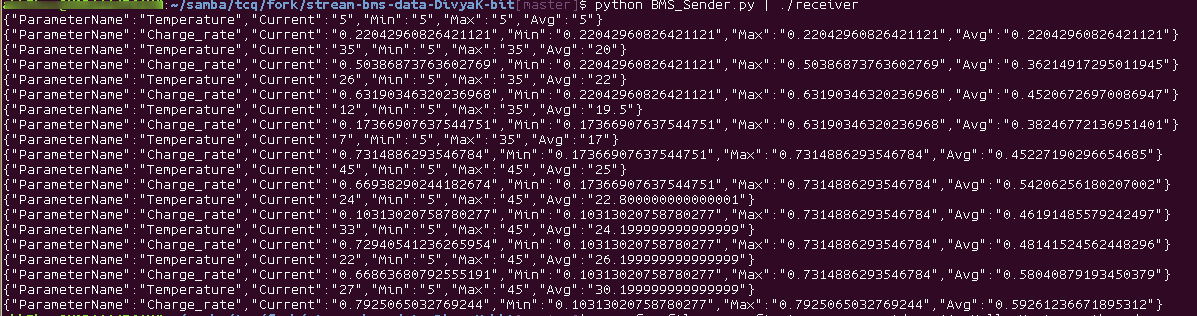 :~/samba/tcq/fork/stream-bms-data-DivyaK-bit[master]$ python BMS_Sender.py | ./receiver
{"ParameterName":"Temperature","Current":"5","Min":"5","Max":"5","Avg":"5"}
{"ParameterName":"Charge_rate","Current":"0.22042960826421121","Min":"0.22042960826421121","Max":"0.22042960826421121","Avg":"0.22042960826421121"}
{"ParameterName":"Temperature","Current":"35","Min":"5","Max":"35","Avg":"20"}
{"ParameterName":"Charge_rate","Current":"0.50386873763602769","Min":"0.22042960826421121","Max":"0.50386873763602769","Avg":"0.362149172950119​45"}
{"ParameterName":"Temperature","Current":"26","Min":"5","Max":"35","Avg":"22"}
{"ParameterName":"Charge_rate","Current":"0.63190346320236968","Min":"0.22042960826421121","Max":"0.63190346320236968","Avg":"0.45206726970086947"}
{"ParameterName":"Temperature","Current":"12","Min":"5","Max":"35","Avg":"19.5"}
{"ParameterName":"Charge_rate","Current":"0.17366907637544751","Min":"0.17366907637544751","Max":"0.63190346320236968","Avg":"0.38246772136951401"}
{"ParameterName":"Temperature","Current":"7","Min":"5","Max":"35","Avg":"17"}
{"ParameterName":"Charge_rate","Current":"0.7314886293546784","Min":"0.17366907637544751","Max":"0.7314886293546784","Avg":"0.45227190296654685"}
{"ParameterName":"Temperature","Current":"45","Min":"5","Max":"45","Avg":"25"}
{"ParameterName":"Charge_rate","Current":"0.66938290244182674","Min":"0.17366907637544751","Max":"0.7314886293546784","Avg":"0.54206256180207002"}
{"ParameterName":"Temperature","Current":"24","Min":"5","Max":"45","Avg":"22.800000000000001"}
{"ParameterName":"Charge_rate","Current":"0.10313020758780277","Min":"0.10313020758780277","Max":"0.7314886293546784","Avg":"0.46191485579242497"}
{"ParameterName":"Temperature","Current":"33","Min":"5","Max":"45","Avg":"24.199999999999999"}
{"ParameterName":"Charge_rate","Current":"0.72940541236265954","Min":"0.10313020758780277","Max":"0.7314886293546784","Avg":"0.48141524562448296"}
{"ParameterName":"Temperature","Current":"22","Min":"5","Max":"45","Avg":"26.199999999999999"}
{"ParameterName":"Charge_rate","Current":"0.66863680792555191","Min":"0.10313020758780277","Max":"0.7314886293546784","Avg":"0.58040879193450379"}
{"ParameterName":"Temperature","Current":"27","Min":"5","Max":"45","Avg":"30.199999999999999"}
{"ParameterName":"Charge_rate","Current":"0.7925065032769244","Min":"0.10313020758780277","Max":"0.7925065032769244","Avg":"0.59261236671895312"}